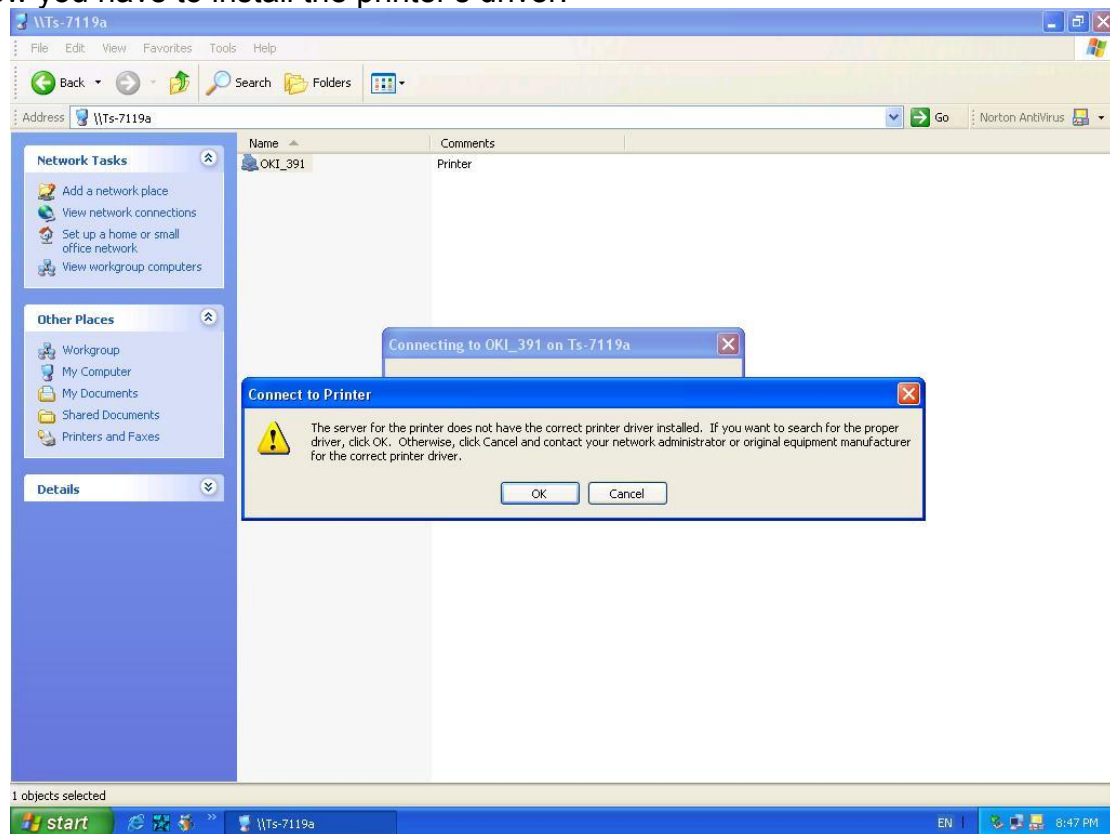 you have to install the printer's driver.
\\Ts-7119a
File Edit View Favorites Tools Help
Back Search Folders
Address \\Ts-7119a Go Norton AntiVirus
Name Comments
Network Tasks
OKI_391 Printer
Add a network place
View network connections
Set up a home or small
office network
View workgroup computers
Other Places
Workgroup
My Computer
My Documents
Shared Documents
Printers and Faxes
Details
Connecting to OKI_391 on Ts-7119a
Connect to Printer
The server for the printer does not have the correct printer driver installed. If you want to search for the proper
driver, click OK. Otherwise, click Cancel and contact your network administrator or original equipment manufacturer
for the correct printer driver.
OK Cancel
1 objects selected
start \\Ts-7119a EN 8:47 PM